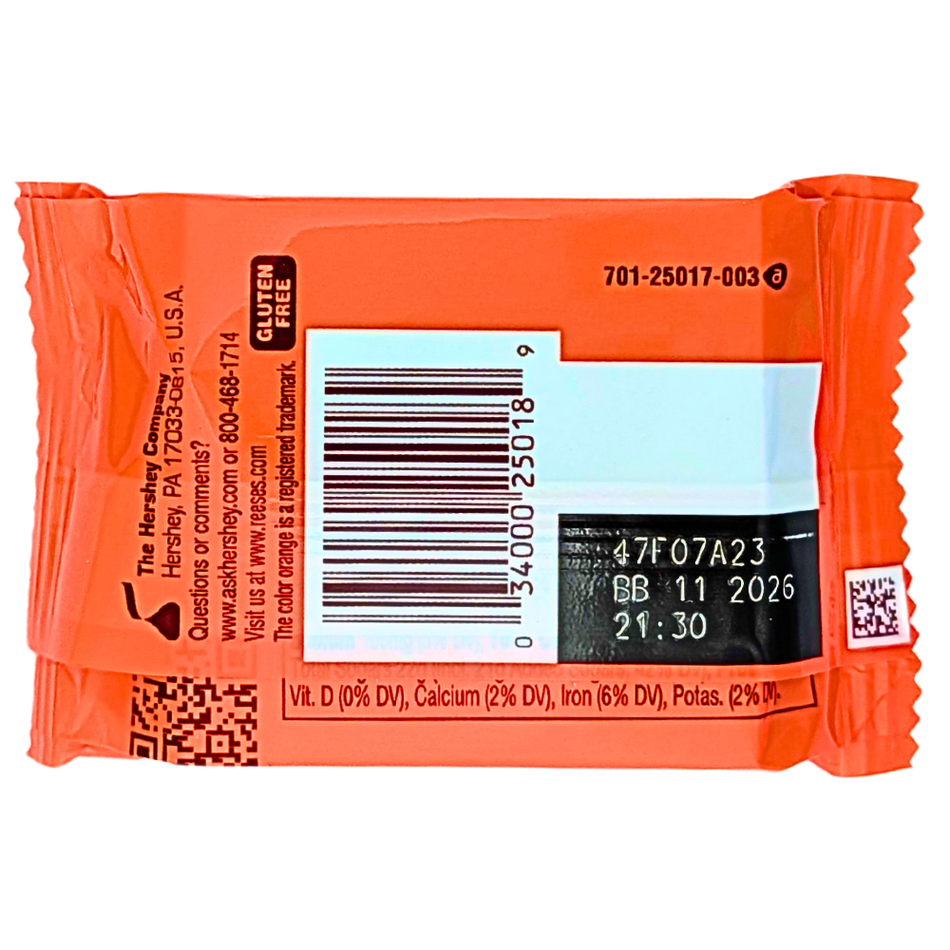 The Hershey Company
Hershey, PA 17033-0815, U.S.A.
Questions or comments?
www.askhershey.com or 800-468-1714
Visit us at www.reeses.com
The color orange is a registered trademark.
GLUTEN
FREE
701-25017-003 a
0 34000 25018 9
47F07A23
BB 11 2026
21:30
Vit. D (0% DV), Calcium (2% DV), Iron (6% DV), Potas. (2% DV).